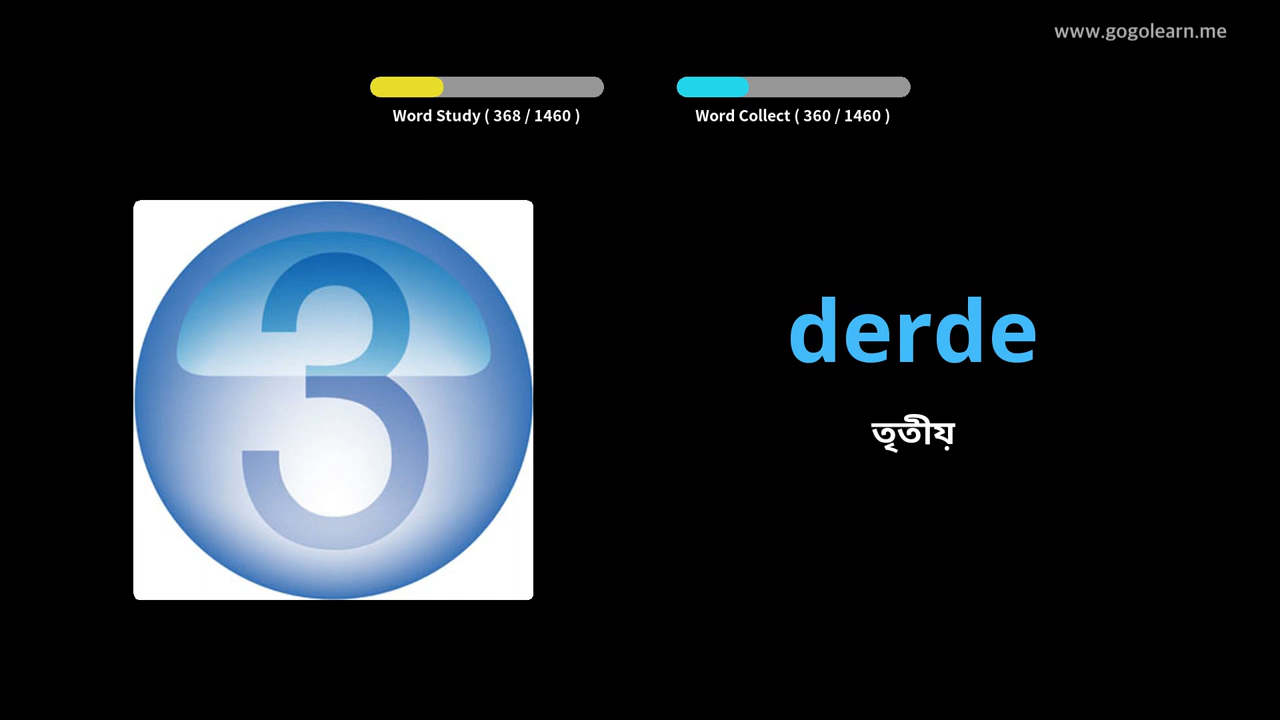 www.gogolearn.me
Word Study ( 368 / 1460 )
Word Collect ( 360 / 1460 )
3
derde
তৃতীয়